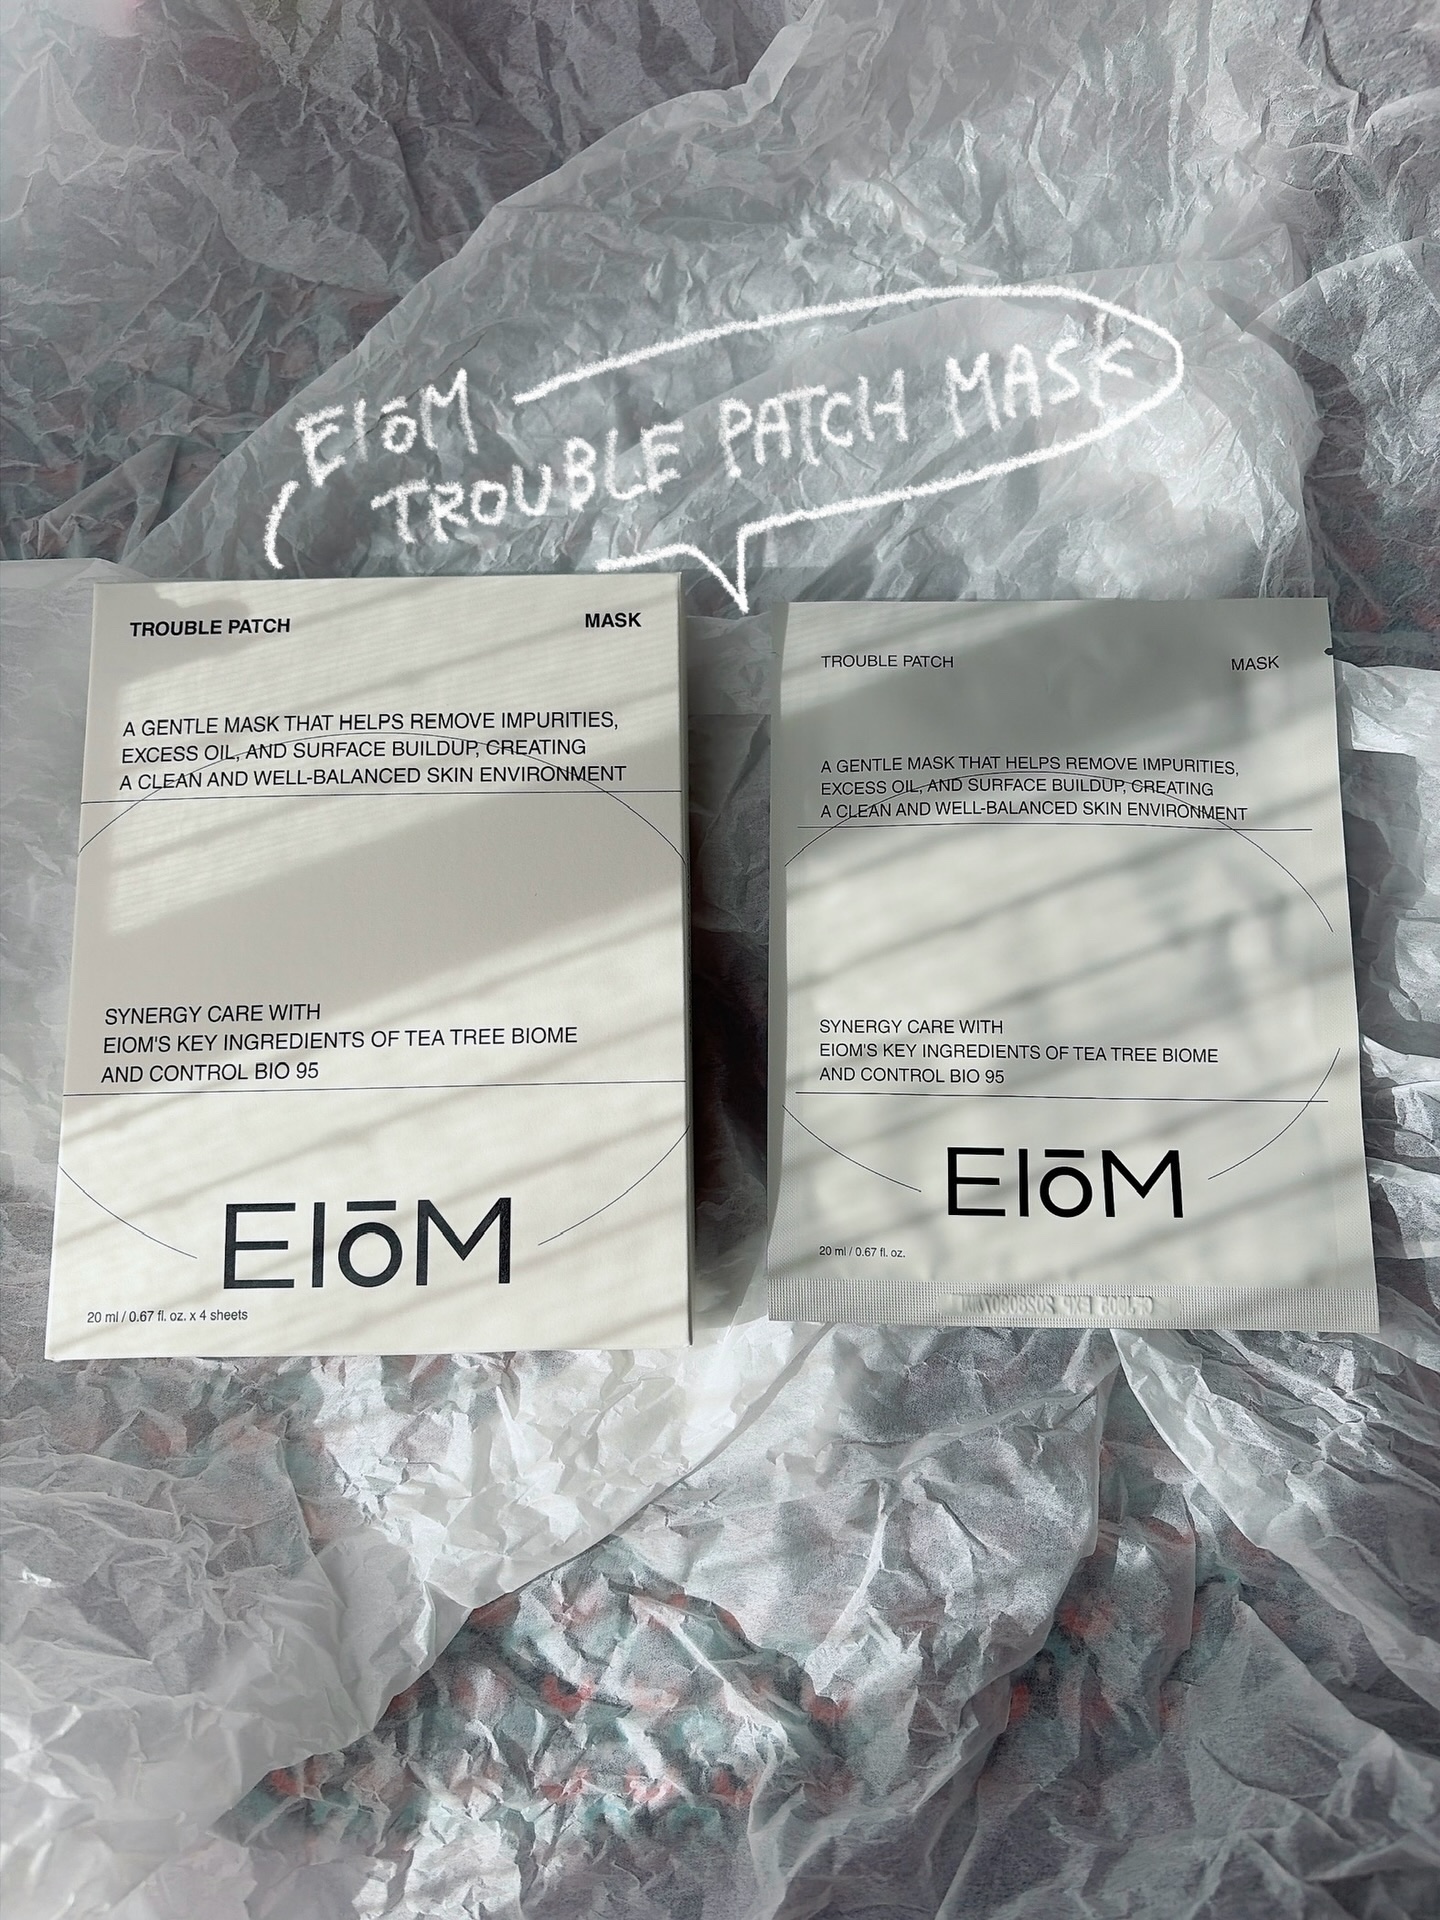 EIōM
TROUBLE PATCH MASK
TROUBLE PATCH MASK
A GENTLE MASK THAT HELPS REMOVE IMPURITIES,
EXCESS OIL, AND SURFACE BUILDUP, CREATING
A CLEAN AND WELL-BALANCED SKIN ENVIRONMENT
SYNERGY CARE WITH
EIOM'S KEY INGREDIENTS OF TEA TREE BIOME
AND CONTROL BIO 95
EIōM
20 ml / 0.67 fl. oz. x 4 sheets
TROUBLE PATCH MASK
A GENTLE MASK THAT HELPS REMOVE IMPURITIES,
EXCESS OIL, AND SURFACE BUILDUP, CREATING
A CLEAN AND WELL-BALANCED SKIN ENVIRONMENT
SYNERGY CARE WITH
EIOM'S KEY INGREDIENTS OF TEA TREE BIOME
AND CONTROL BIO 95
EIōM
20 ml / 0.67 fl. oz.